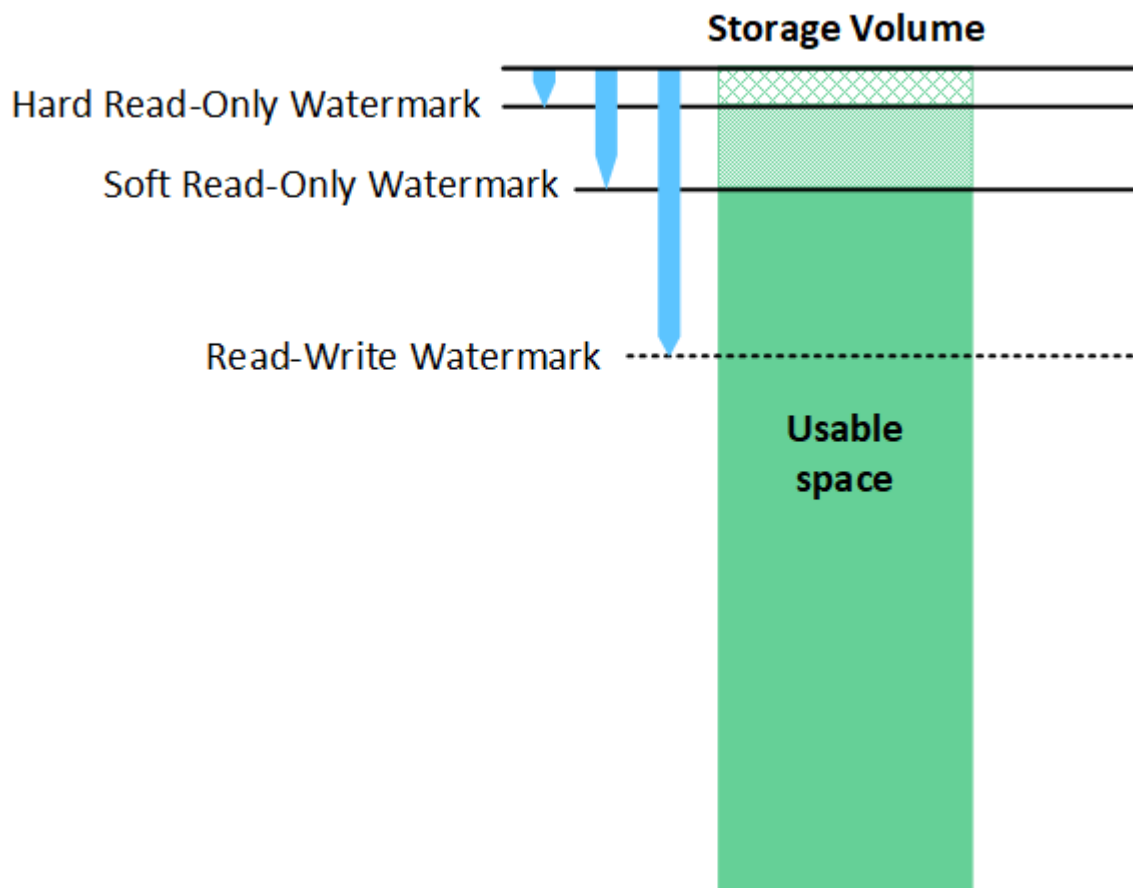 Storage Volume
Hard Read-Only Watermark
Soft Read-Only Watermark
Read-Write Watermark
Usable
space